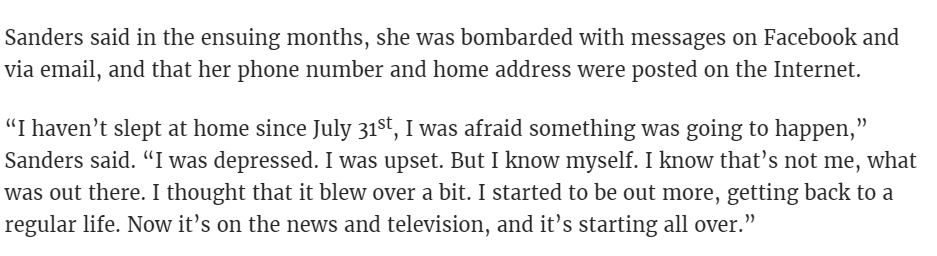 Sanders said in the ensuing months, she was bombarded with messages on Facebook and
via email, and that her phone number and home address were posted on the Internet.
“I haven’t slept at home since July 31st, I was afraid something was going to happen,”
Sanders said. “I was depressed. I was upset. But I know myself. I know that’s not me, what
was out there. I thought that it blew over a bit. I started to be out more, getting back to a
regular life. Now it’s on the news and television, and it’s starting all over.”